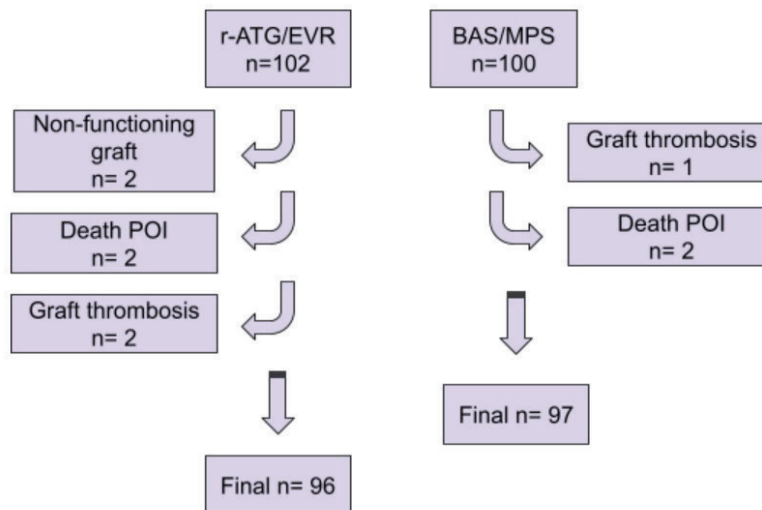 r-ATG/EVR
n=102
BAS/MPS
n=100
Non-functioning
graft
n= 2
Graft thrombosis
n= 1
Death POI
n= 2
Death POI
n= 2
Graft thrombosis
n= 2
Final n= 97
Final n= 96